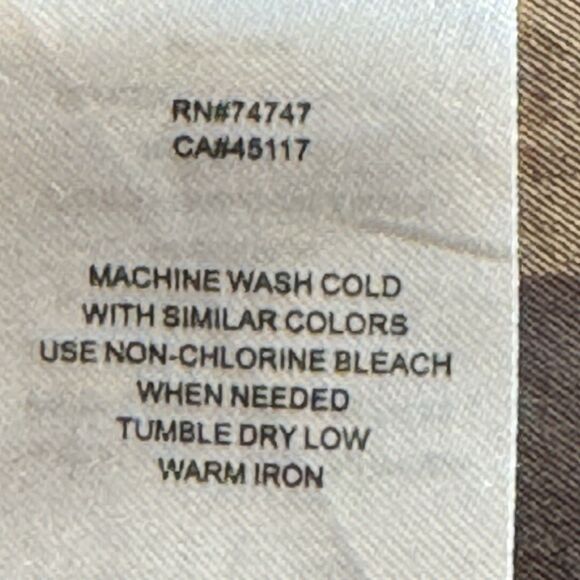 RN#74747
CA#45117
MACHINE WASH COLD
WITH SIMILAR COLORS
USE NON-CHLORINE BLEACH
WHEN NEEDED
TUMBLE DRY LOW
WARM IRON